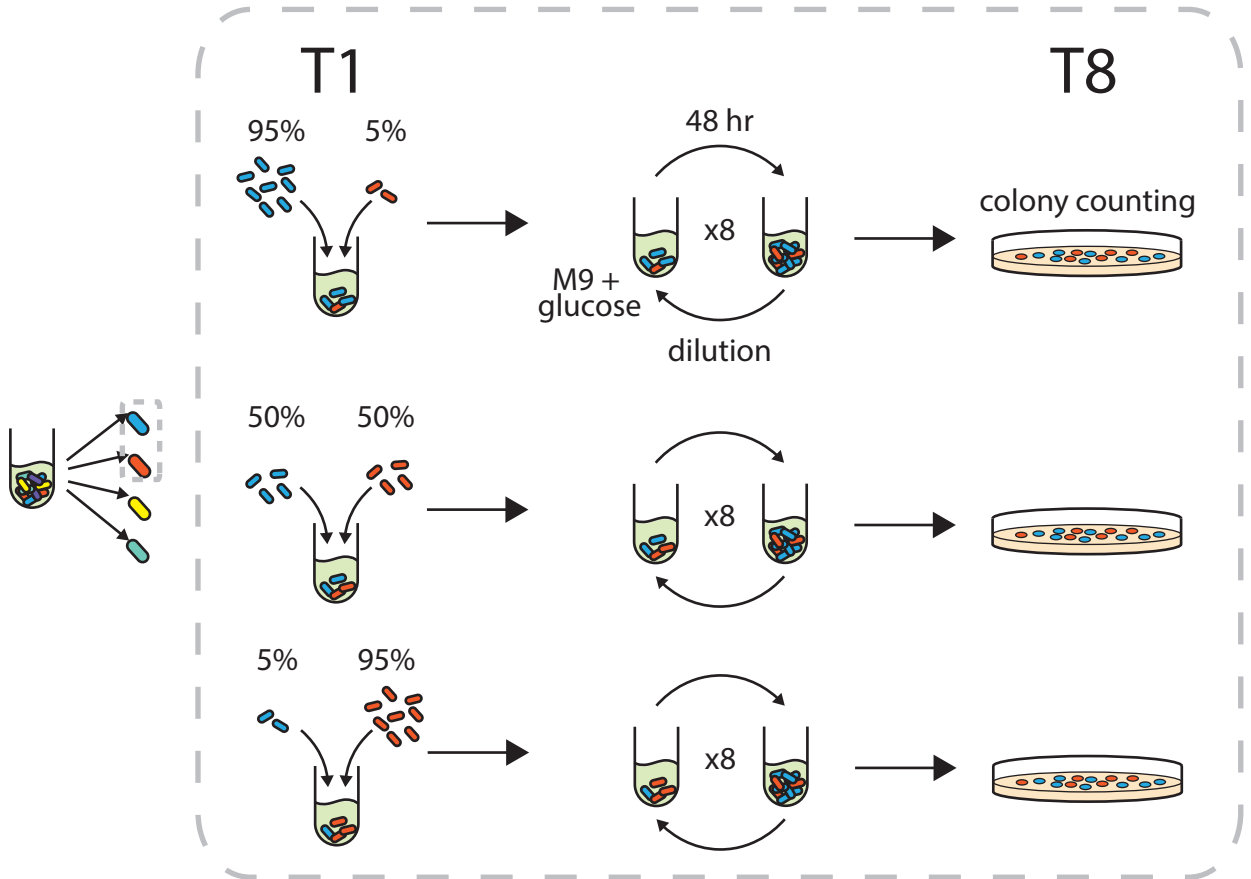 T1
T8
95%
5%
48 hr
x8
M9 +
glucose
dilution
colony counting
50%
50%
x8
5%
95%
x8